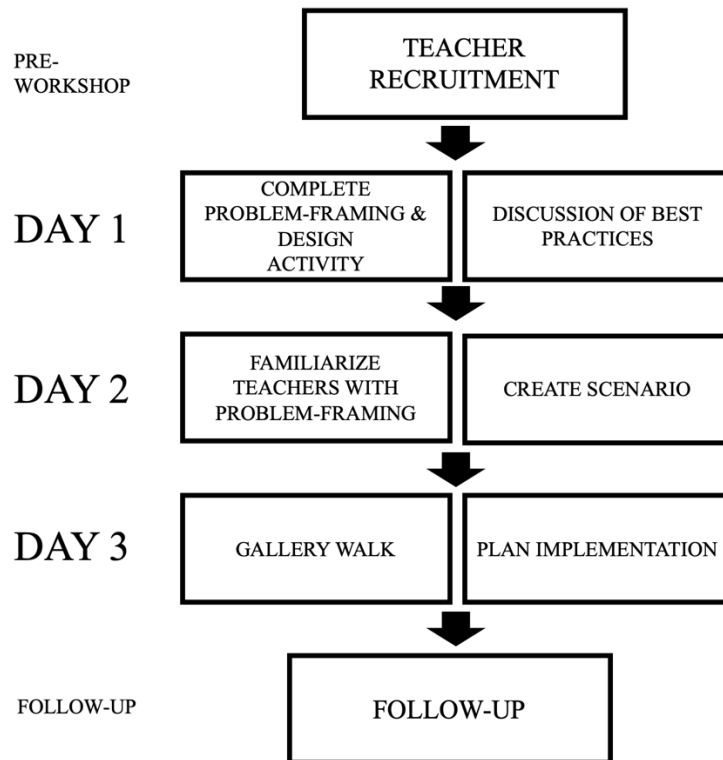 PRE-
WORKSHOP
TEACHER
RECRUITMENT
DAY 1
COMPLETE
PROBLEM-FRAMING &
DESIGN
ACTIVITY
DISCUSSION OF BEST
PRACTICES
DAY 2
FAMILIARIZE
TEACHERS WITH
PROBLEM-FRAMING
CREATE SCENARIO
DAY 3
GALLERY WALK
PLAN IMPLEMENTATION
FOLLOW-UP
FOLLOW-UP